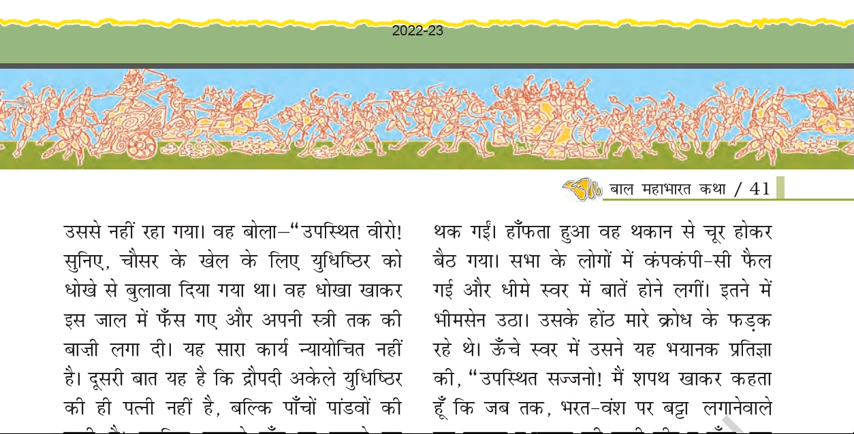 2022-23
बाल महाभारत कथा / 41
उससे नहीं रहा गया। वह बोला–“उपस्थित वीरो!
सुनिए, चौसर के खेल के लिए युधिष्ठिर को
धोखे से बुलावा दिया गया था। वह धोखा खाकर
इस जाल में फँस गए और अपनी स्त्री तक की
बाज़ी लगा दी। यह सारा कार्य न्यायोचित नहीं
है। दूसरी बात यह है कि द्रौपदी अकेले युधिष्ठिर
की ही पत्नी नहीं है, बल्कि पाँचों पांडवों की
थक गईं। हाँफता हुआ वह थकान से चूर होकर
बैठ गया। सभा के लोगों में कंपकंपी-सी फैल
गई और धीमे स्वर में बातें होने लगीं। इतने में
भीमसेन उठा। उसके होंठ मारे क्रोध के फड़क
रहे थे। ऊँचे स्वर में उसने यह भयानक प्रतिज्ञा
की, “उपस्थित सज्जनो! मैं शपथ खाकर कहता
हूँ कि जब तक, भरत-वंश पर बट्टा लगानेवाले